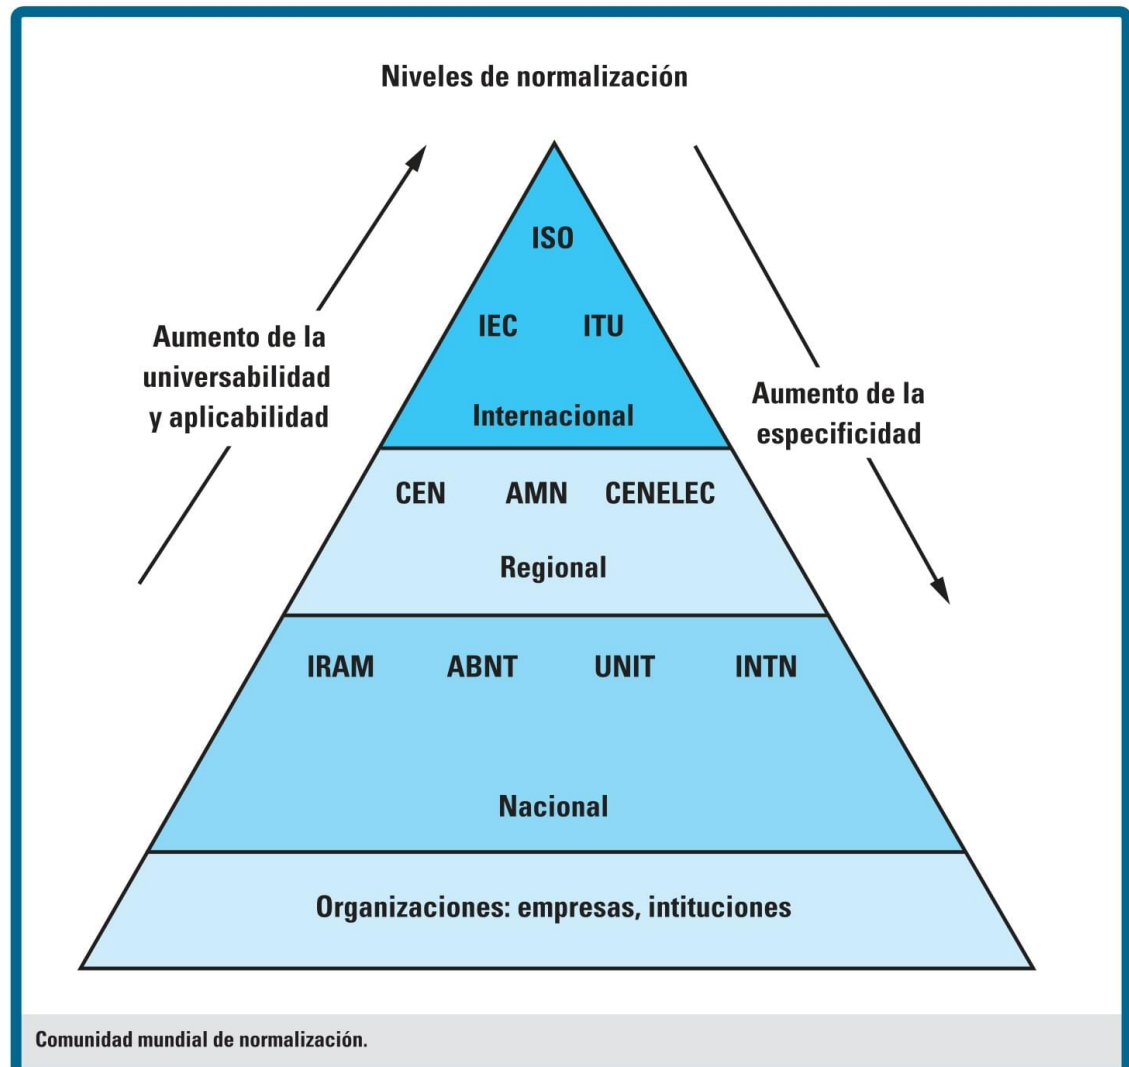 Niveles de normalización
ISO
IEC ITU
Internacional
Aumento de la
universabilidad
y aplicabilidad
Aumento de la
especificidad
CEN AMN CENELEC
Regional
IRAM ABNT UNIT INTN
Nacional
Organizaciones: empresas, intituciones
Comunidad mundial de normalización.